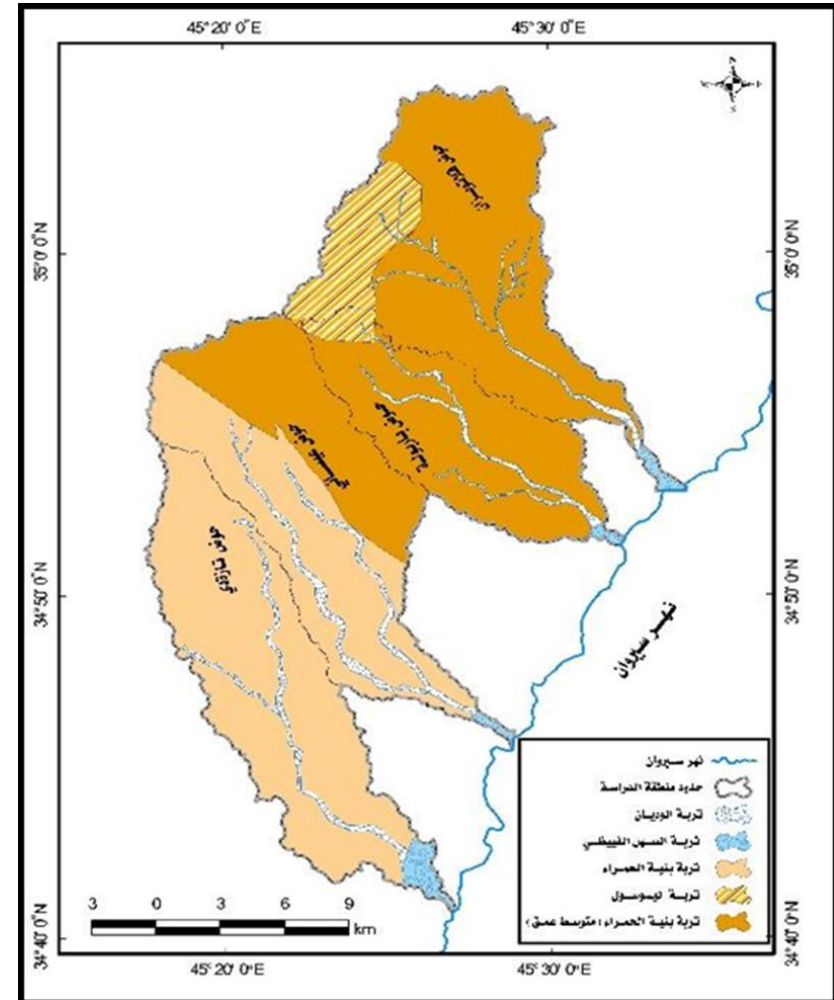 45°20'0"E
45°30'0"E
35°0'0"N
35°0'0"N
34°50'0"N
34°50'0"N
34°40'0"N
34°40'0"N
نهر سيروان
نهر سيروان
حدود منطقة الدراسة
تربة الوديان
تربة السهل الفيضي
تربة بنية الحمراء
تربة ليسوسول
تربة بنية الحمراء (متوسط عمق)
3 0 3 6 9
km
45°20'0"E
45°30'0"E